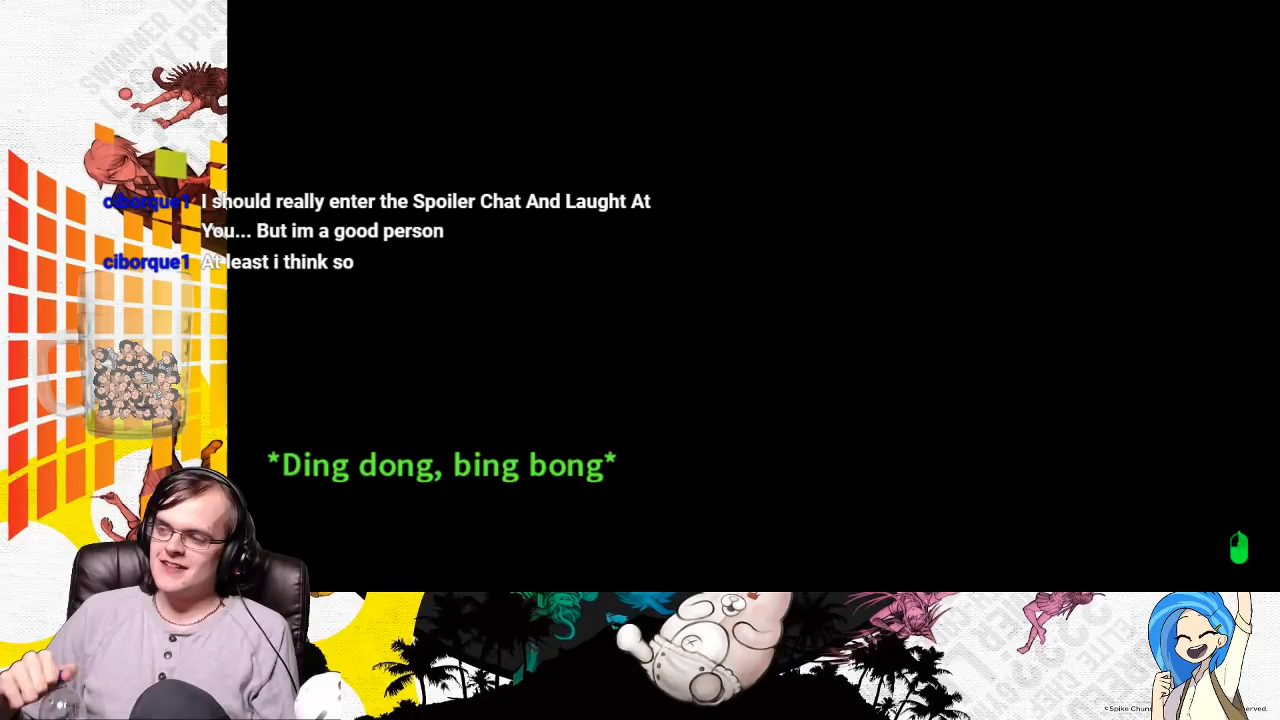 ciborque1 I should really enter the Spoiler Chat And Laught At
You... But im a good person
ciborque1 At least i think so
*Ding dong, bing bong*